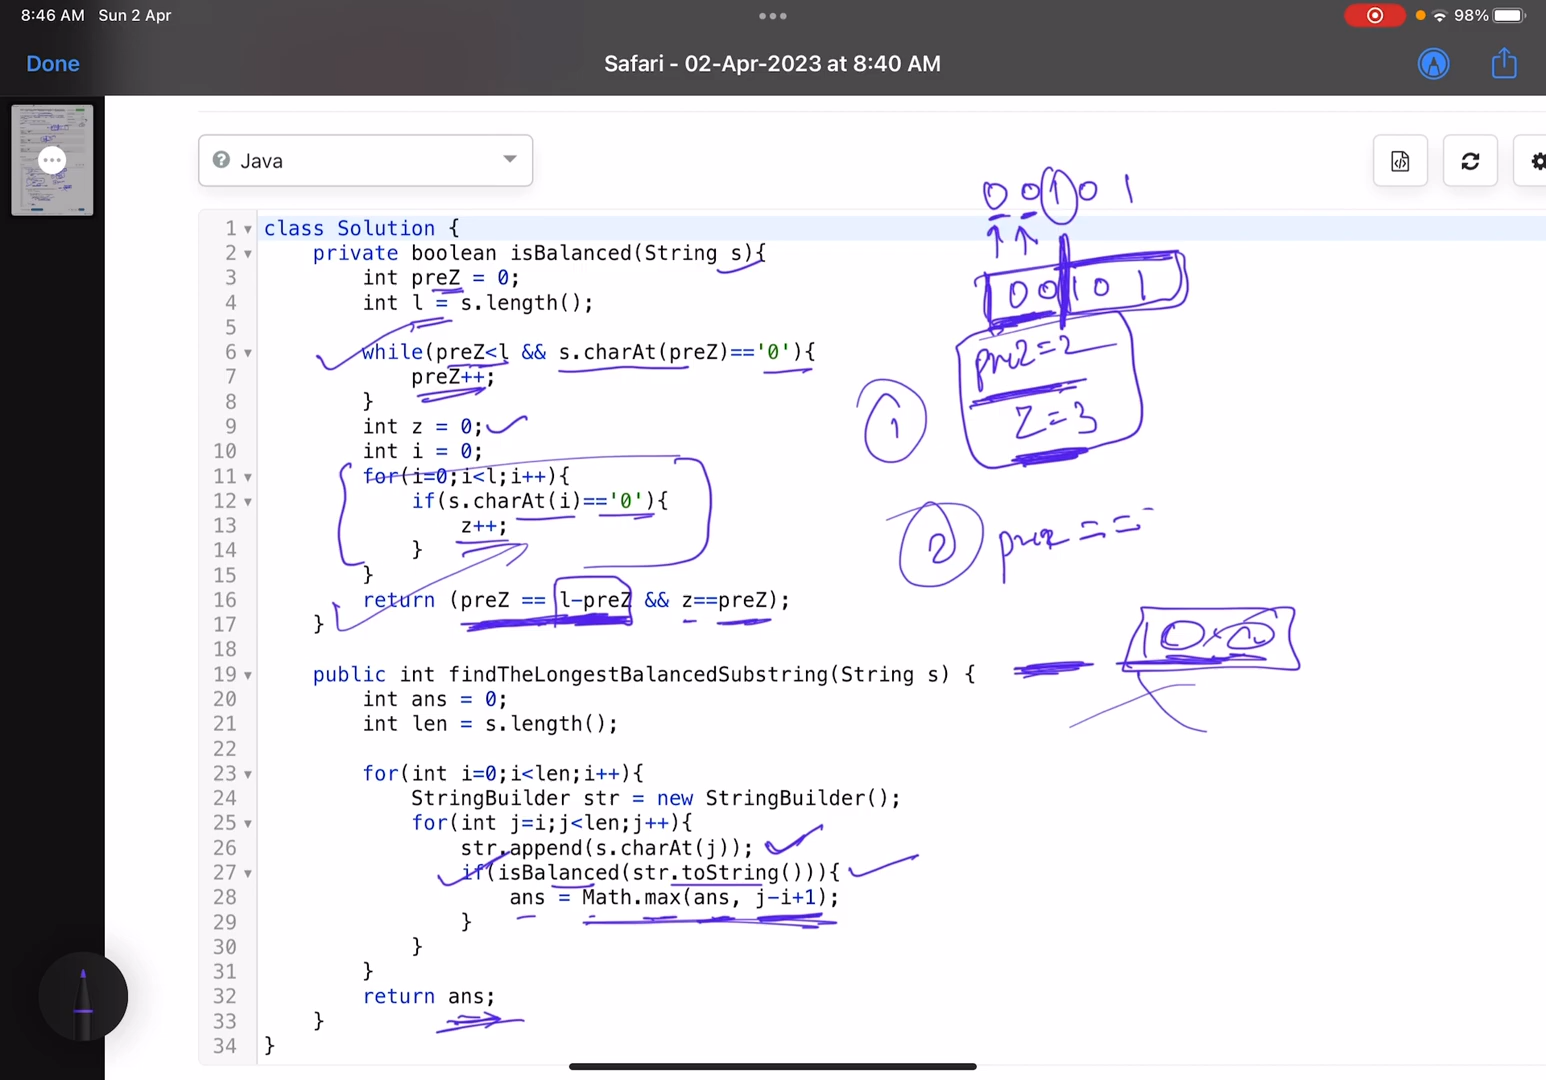 8:46 AM Sun 2 Apr
98%
Done
Safari - 02-Apr-2023 at 8:40 AM
Java
1 class Solution {
2 private boolean isBalanced(String s){
3 int preZ = 0;
4 int l = s.length();
5
6 while(preZ<l && s.charAt(preZ)=='0'){
7 preZ++;
8 }
9 int z = 0;
10 int i = 0;
11 for(i=0;i<l;i++){
12 if(s.charAt(i)=='0'){
13 z++;
14 }
15 }
16 return (preZ == l-preZ && z==preZ);
17 }
18
19 public int findTheLongestBalancedSubstring(String s) {
20 int ans = 0;
21 int len = s.length();
22
23 for(int i=0;i<len;i++){
24 StringBuilder str = new StringBuilder();
25 for(int j=i;j<len;j++){
26 str.append(s.charAt(j));
27 if(isBalanced(str.toString())){
28 ans = Math.max(ans, j-i+1);
29 }
30 }
31 }
32 return ans;
33 }
34 }
0 0 1 0 1
0 0 1 0 1
preZ=2
Z=3
1
2 prez ==